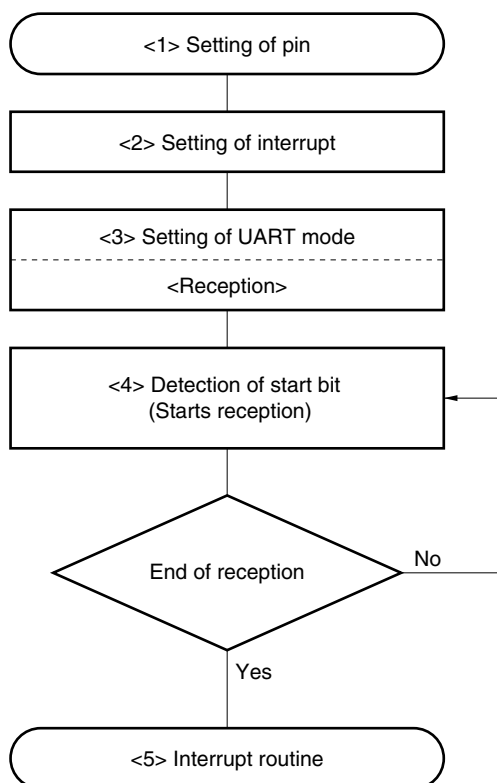 <1> Setting of pin
<2> Setting of interrupt
<3> Setting of UART mode
<Reception>
<4> Detection of start bit
(Starts reception)
End of reception
No
Yes
<5> Interrupt routine